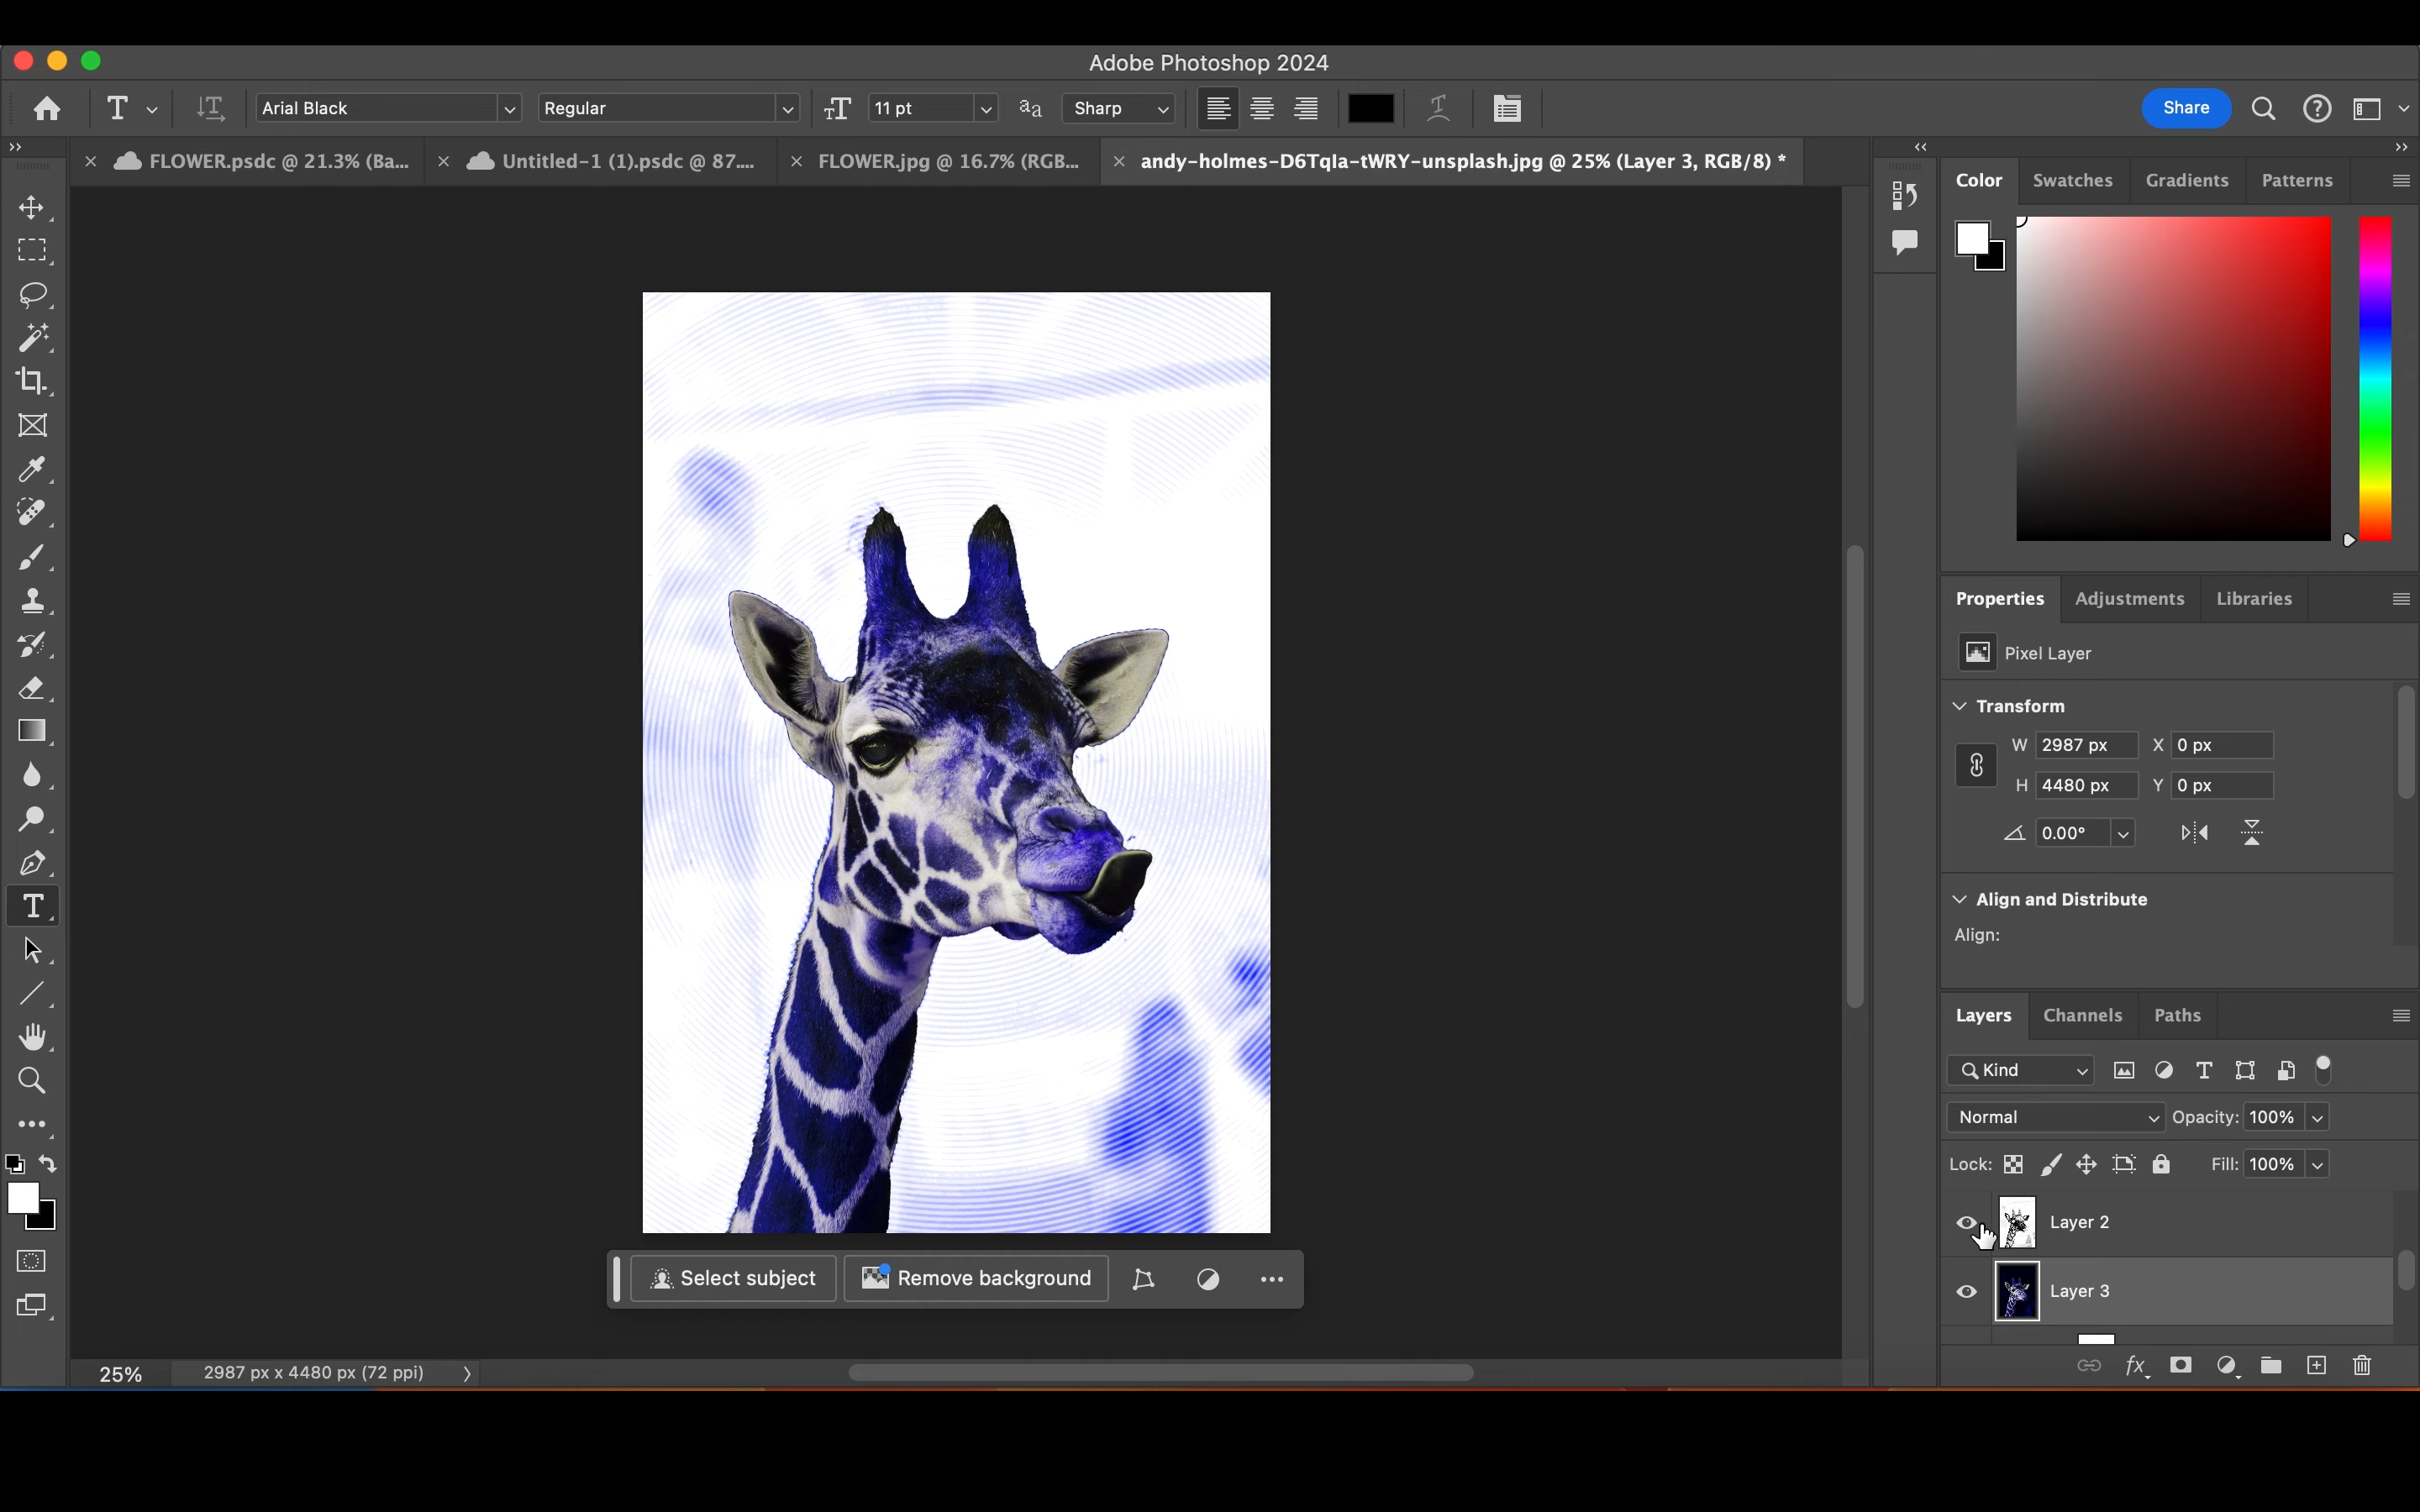 Adobe Photoshop 2024
T Arial Black Regular 11 pt aa Sharp Share
FLOWER.psdc @ 21.3% (Ba...
Untitled-1 (1).psdc @ 87....
FLOWER.jpg @ 16.7% (RGB...
andy-holmes-D6TqIa-tWRY-unsplash.jpg @ 25% (Layer 3, RGB/8) *
Color Swatches Gradients Patterns
Properties Adjustments Libraries
Pixel Layer
Transform
W 2987 px X 0 px
H 4480 px Y 0 px
0.00°
Align and Distribute
Align:
Layers Channels Paths
Kind
Normal Opacity: 100%
Lock: Fill: 100%
Layer 2
Layer 3
fx
Select subject Remove background
25% 2987 px x 4480 px (72 ppi)